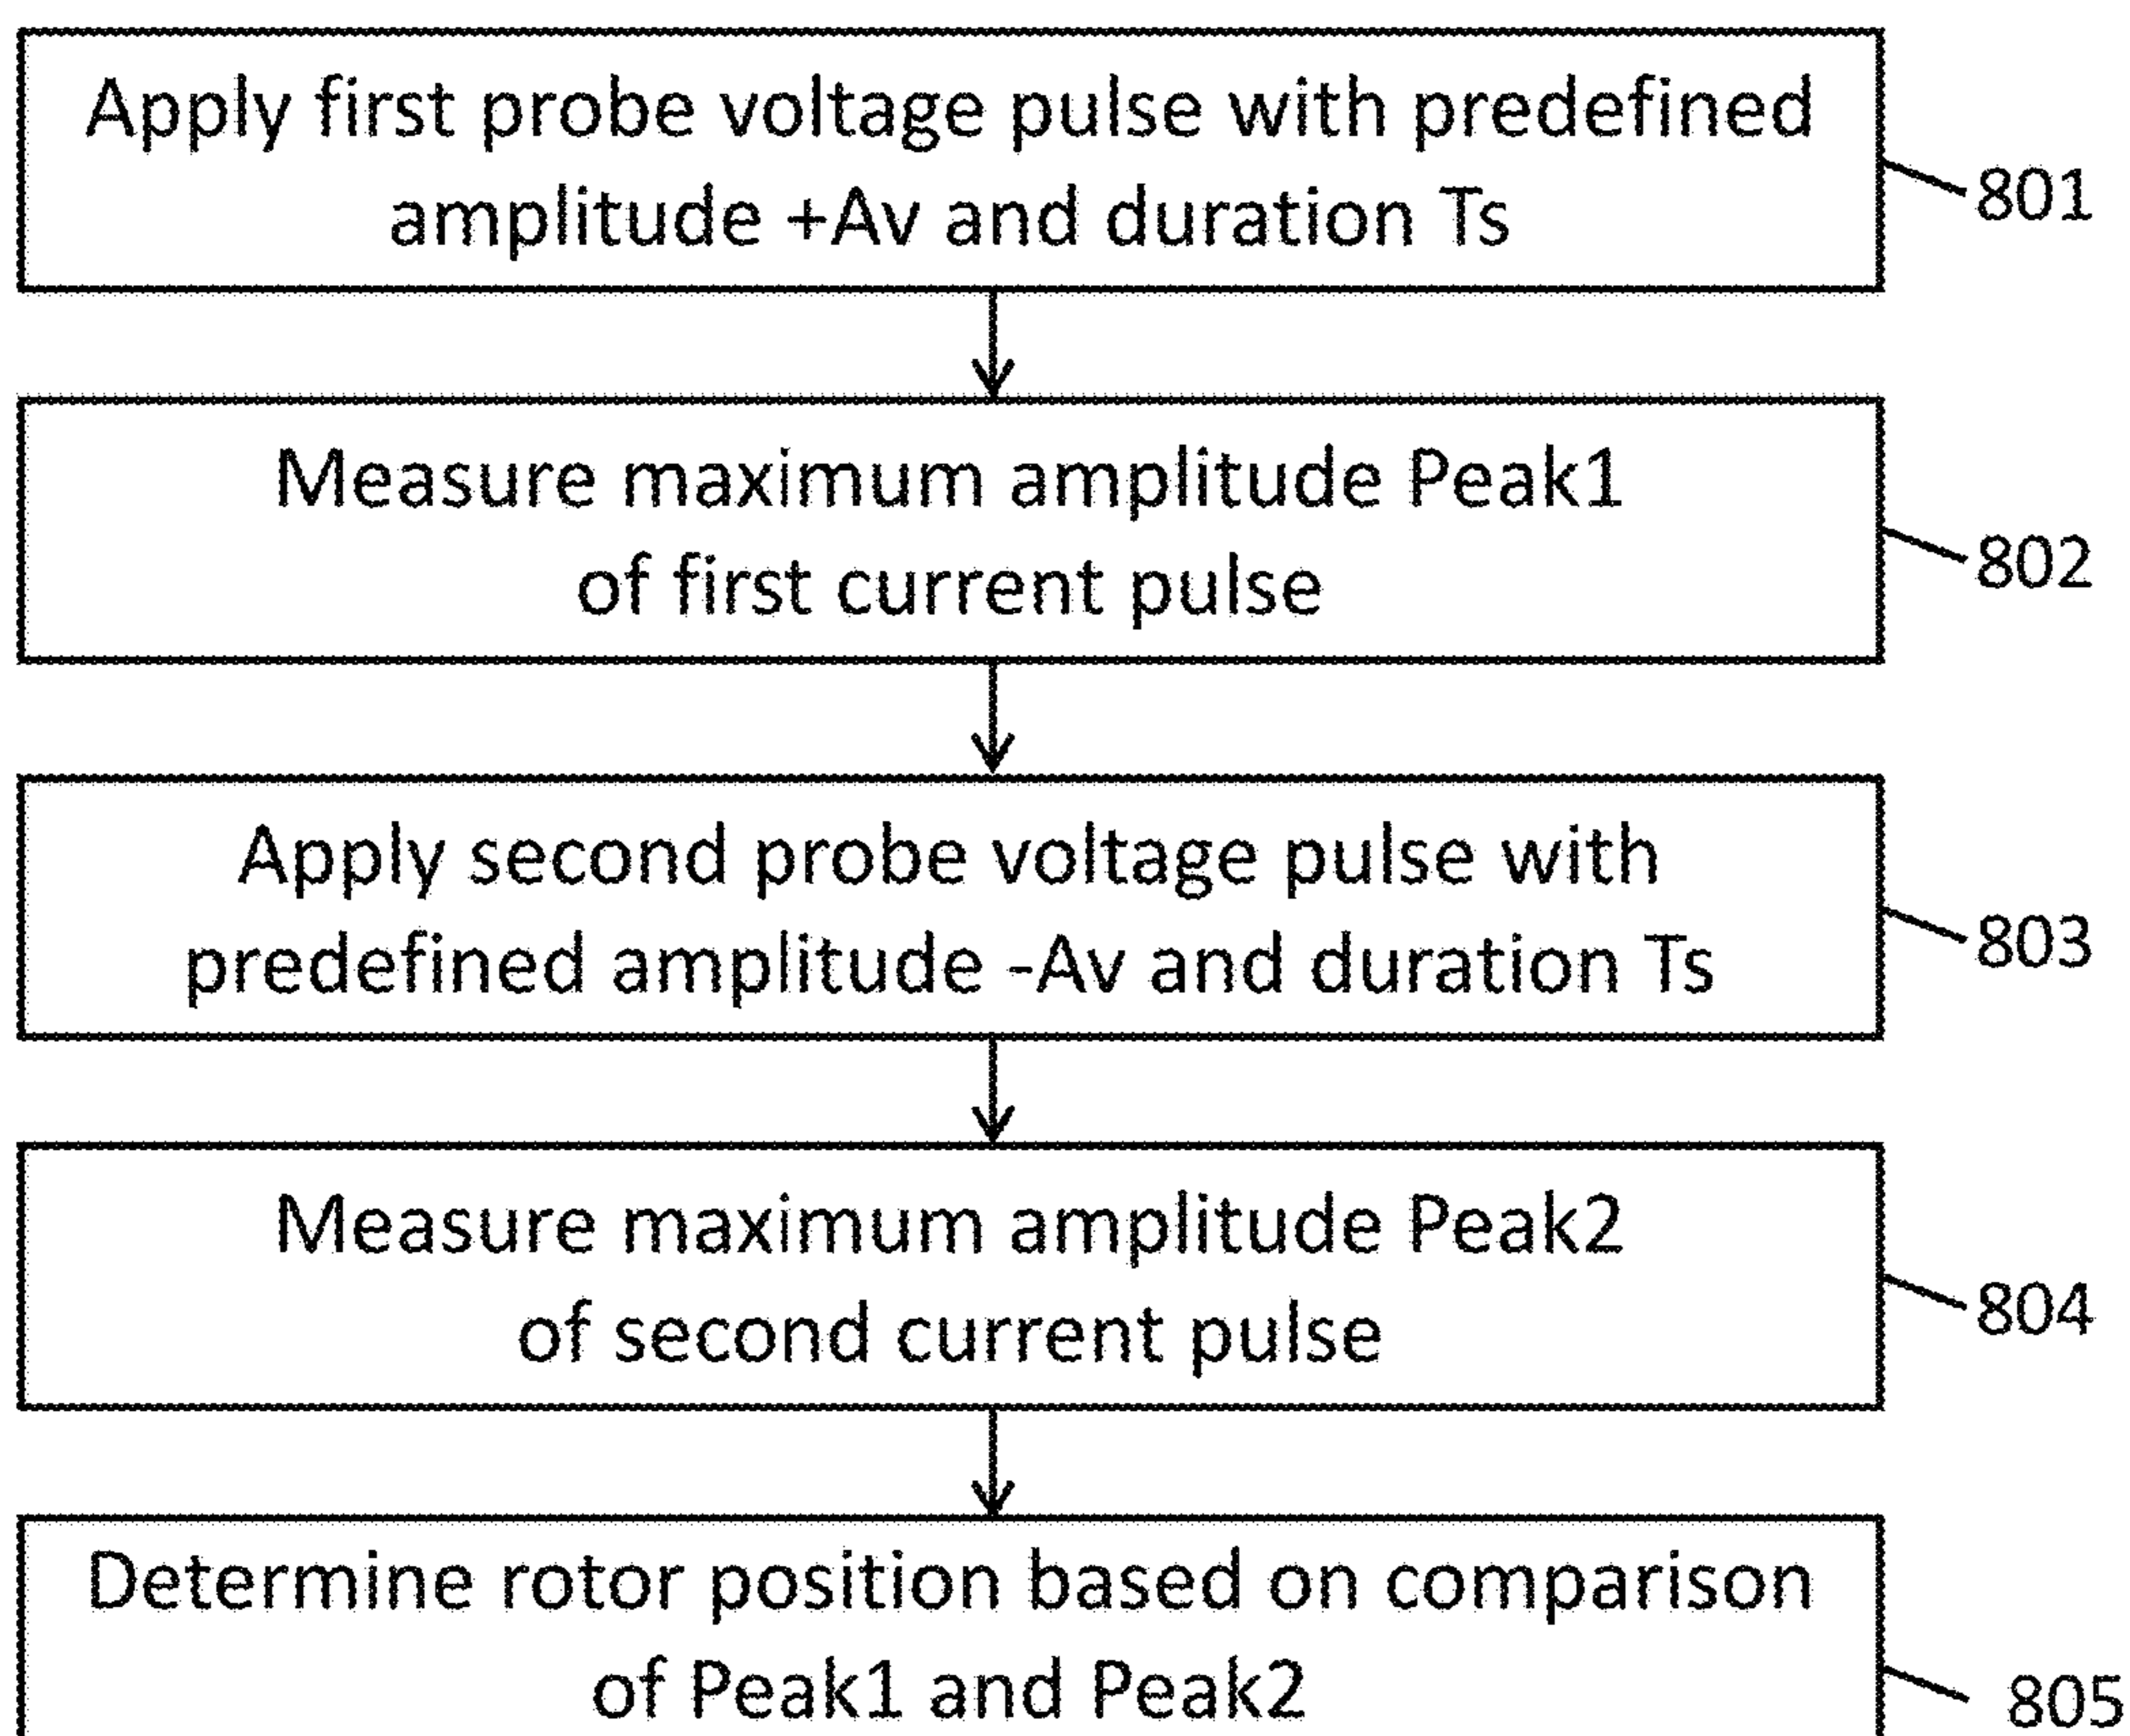 Apply first probe voltage pulse with predefined
amplitude +Av and duration Ts
801
Measure maximum amplitude Peak1
of first current pulse
802
Apply second probe voltage pulse with
predefined amplitude -Av and duration Ts
803
Measure maximum amplitude Peak2
of second current pulse
804
Determine rotor position based on comparison
of Peak1 and Peak2
805